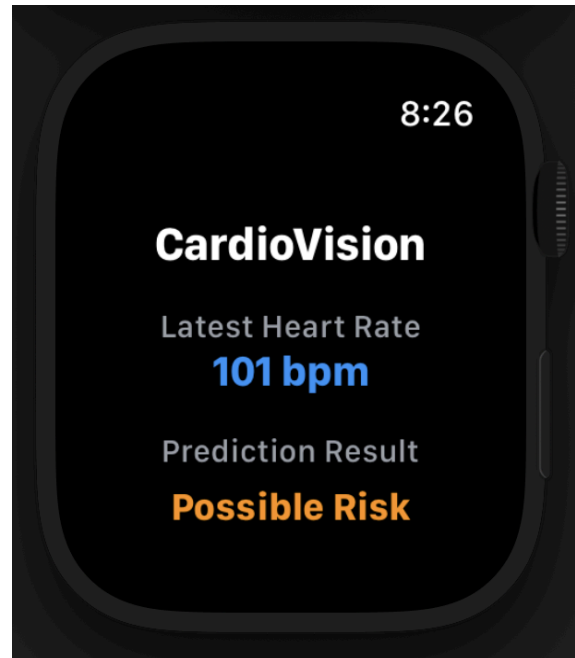 8:26
CardioVision
Latest Heart Rate
101 bpm
Prediction Result
Possible Risk